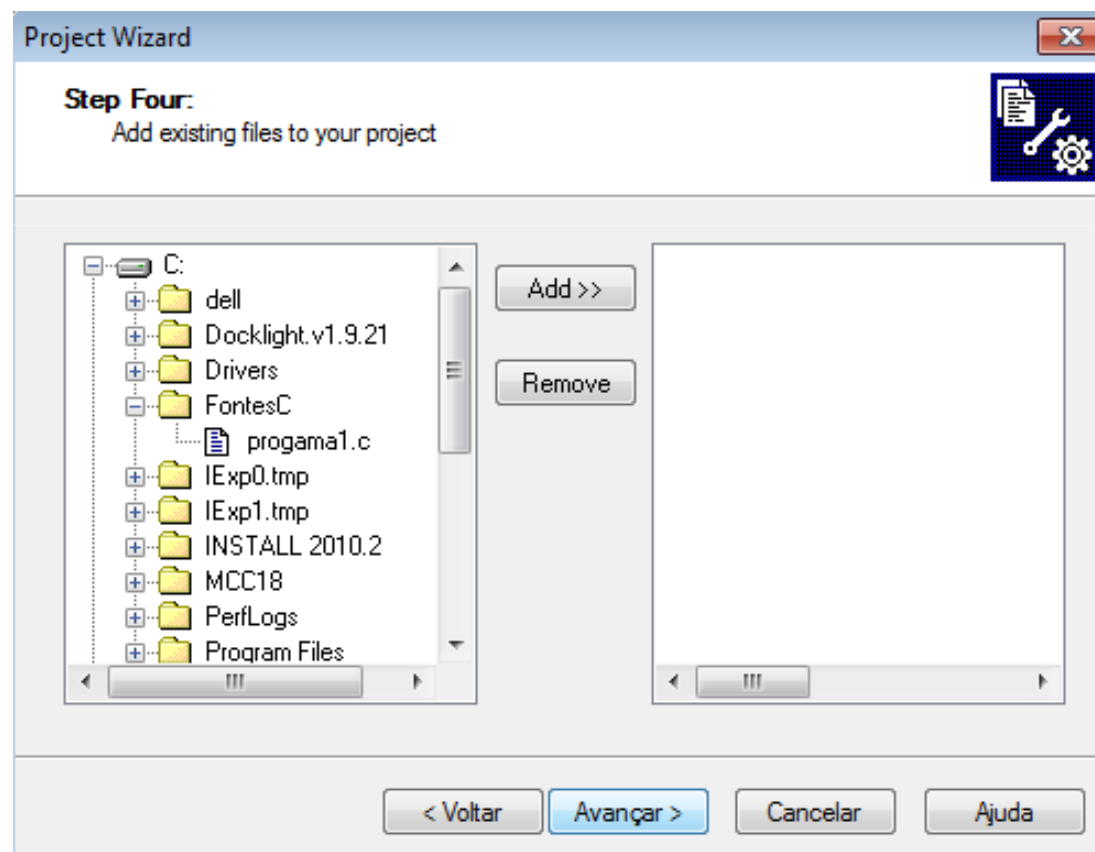 Project Wizard
Step Four:
Add existing files to your project
C:
dell
Docklight.v1.9.21
Drivers
FontesC
progama1.c
IExp0.tmp
IExp1.tmp
INSTALL 2010.2
MCC18
PerfLogs
Program Files
Add >>
Remove
< Voltar
Avançar >
Cancelar
Ajuda